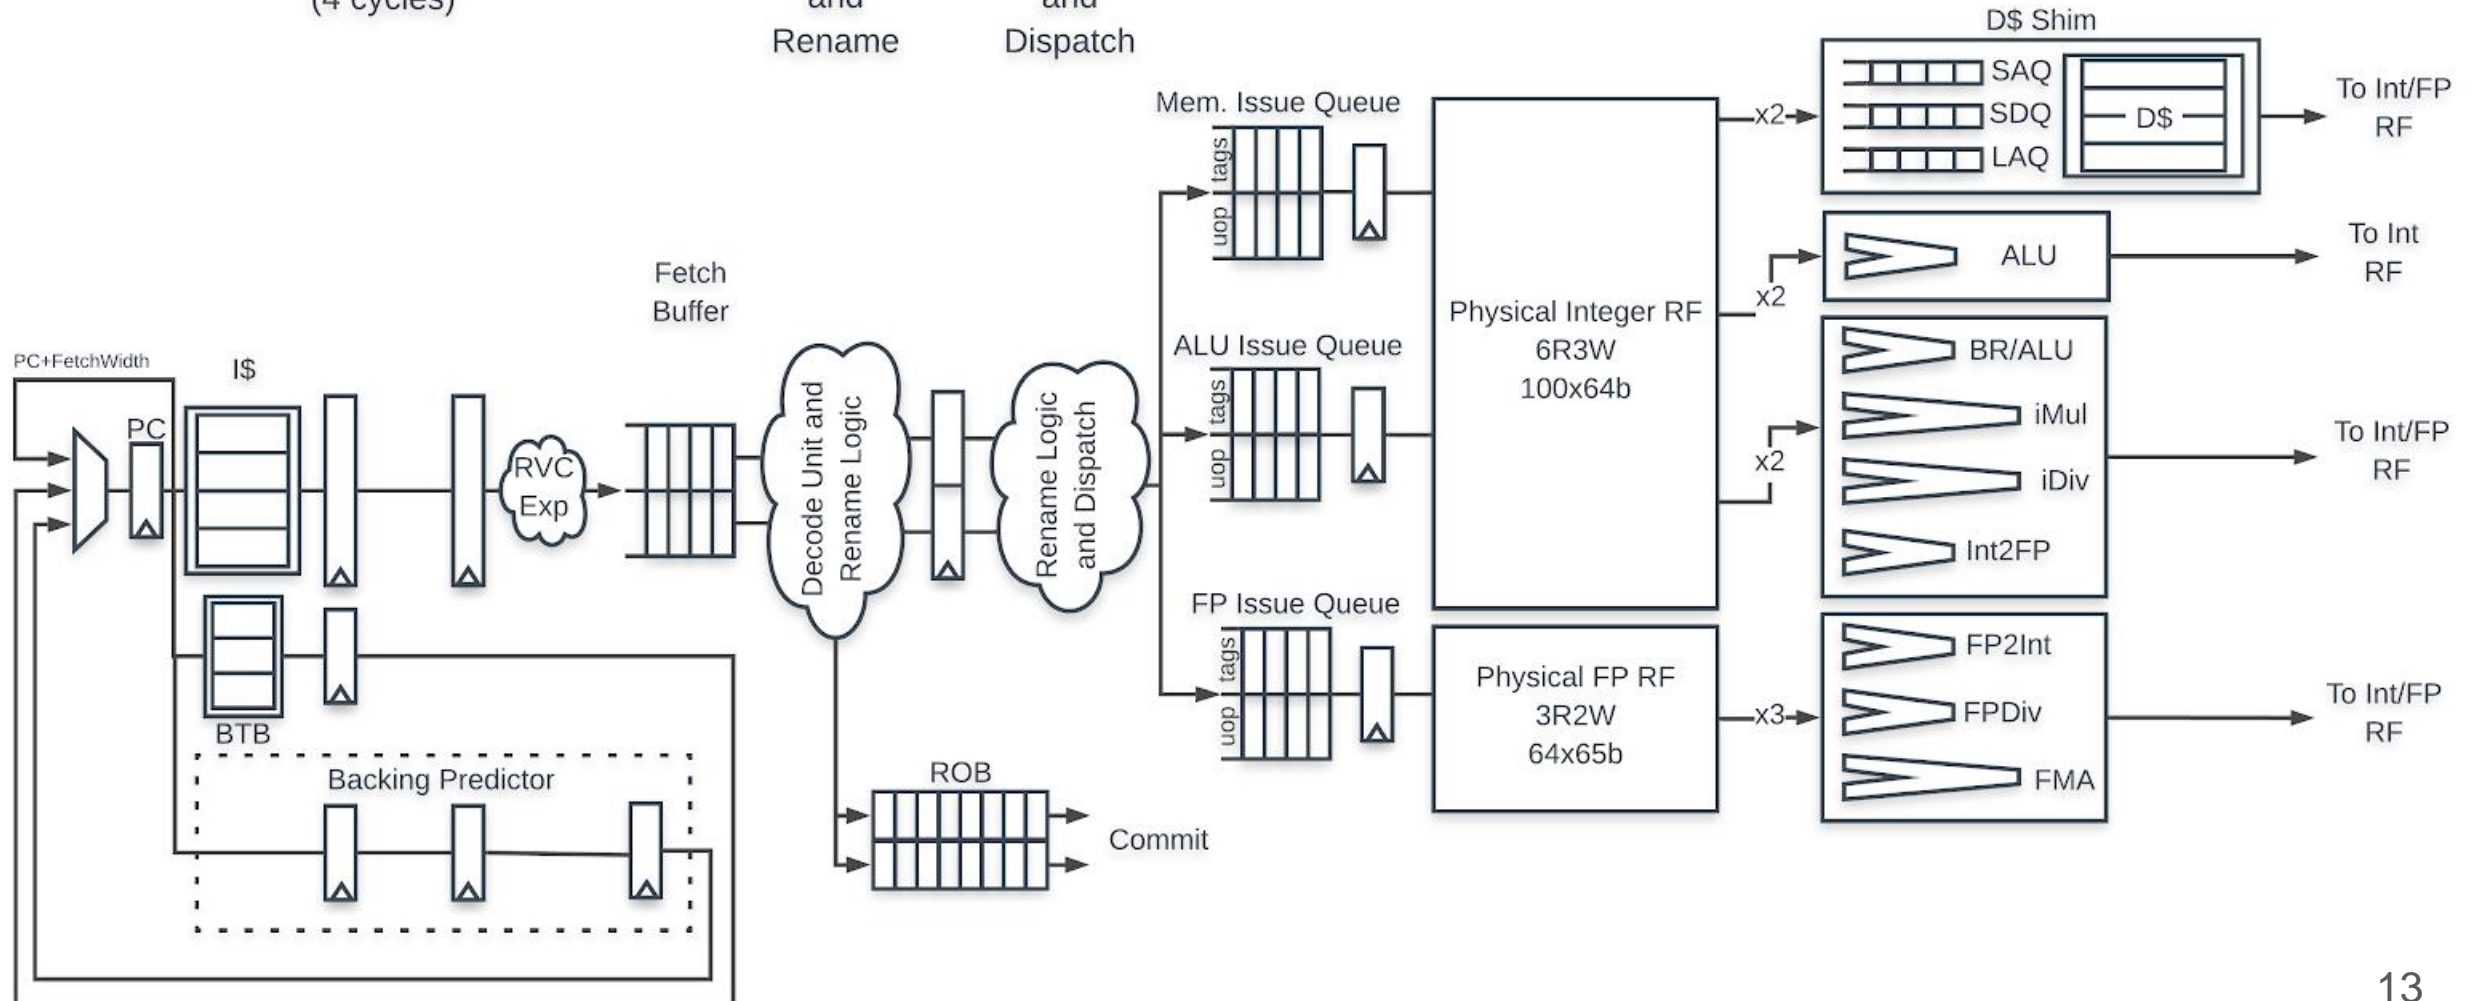 (4 cycles)
and
Rename
and
Dispatch
D$ Shim
SAQ
SDQ
LAQ
D$
To Int/FP
RF
Mem. Issue Queue
tags
uop
x2
ALU
To Int
RF
x2
Fetch
Buffer
Physical Integer RF
6R3W
100x64b
ALU Issue Queue
tags
uop
BR/ALU
iMul
iDiv
Int2FP
To Int/FP
RF
x2
PC+FetchWidth
I$
PC
RVC
Exp
Decode Unit and
Rename Logic
Rename Logic
and Dispatch
FP Issue Queue
tags
uop
Physical FP RF
3R2W
64x65b
x3
FP2Int
FPDiv
FMA
To Int/FP
RF
BTB
Backing Predictor
ROB
Commit
13